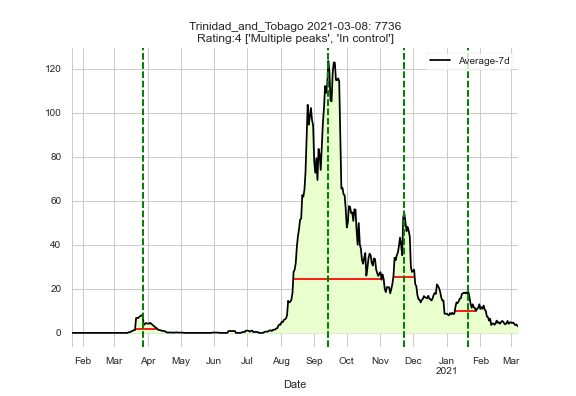 Trinidad_and_Tobago 2021-03-08: 7736
Rating:4 ['Multiple peaks', 'In control']
Average-7d
120
100
80
60
40
20
0
Feb Mar Apr May Jun Jul Aug Sep Oct Nov Dec Jan Feb Mar
2021
Date